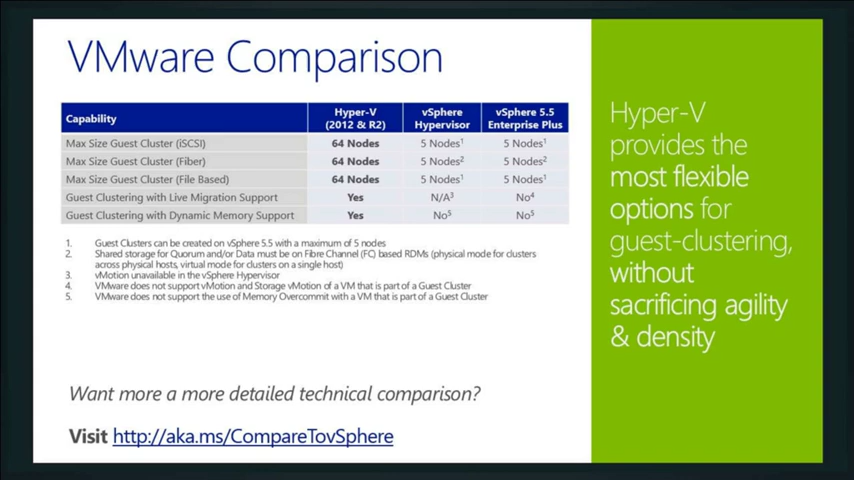 VMware Comparison
Capability Hyper-V (2012 & R2) vSphere Hypervisor vSphere 5.5 Enterprise Plus
Max Size Guest Cluster (iSCSI) 64 Nodes 5 Nodes¹ 5 Nodes¹
Max Size Guest Cluster (Fiber) 64 Nodes 5 Nodes² 5 Nodes²
Max Size Guest Cluster (File Based) 64 Nodes 5 Nodes¹ 5 Nodes¹
Guest Clustering with Live Migration Support Yes N/A³ No⁴
Guest Clustering with Dynamic Memory Support Yes No⁵ No⁵
1. Guest Clusters can be created on vSphere 5.5 with a maximum of 5 nodes
2. Shared storage for Quorum and/or Data must be on Fibre Channel (FC) based RDMs (physical mode for clusters
across physical hosts, virtual mode for clusters on a single host)
3. vMotion unavailable in the vSphere Hypervisor
4. VMware does not support vMotion and Storage vMotion of a VM that is part of a Guest Cluster
5. VMware does not support the use of Memory Overcommit with a VM that is part of a Guest Cluster
Want more a more detailed technical comparison?
Visit http://aka.ms/CompareTovSphere
Hyper-V
provides the
most flexible
options for
guest-clustering,
without
sacrificing agility
& density